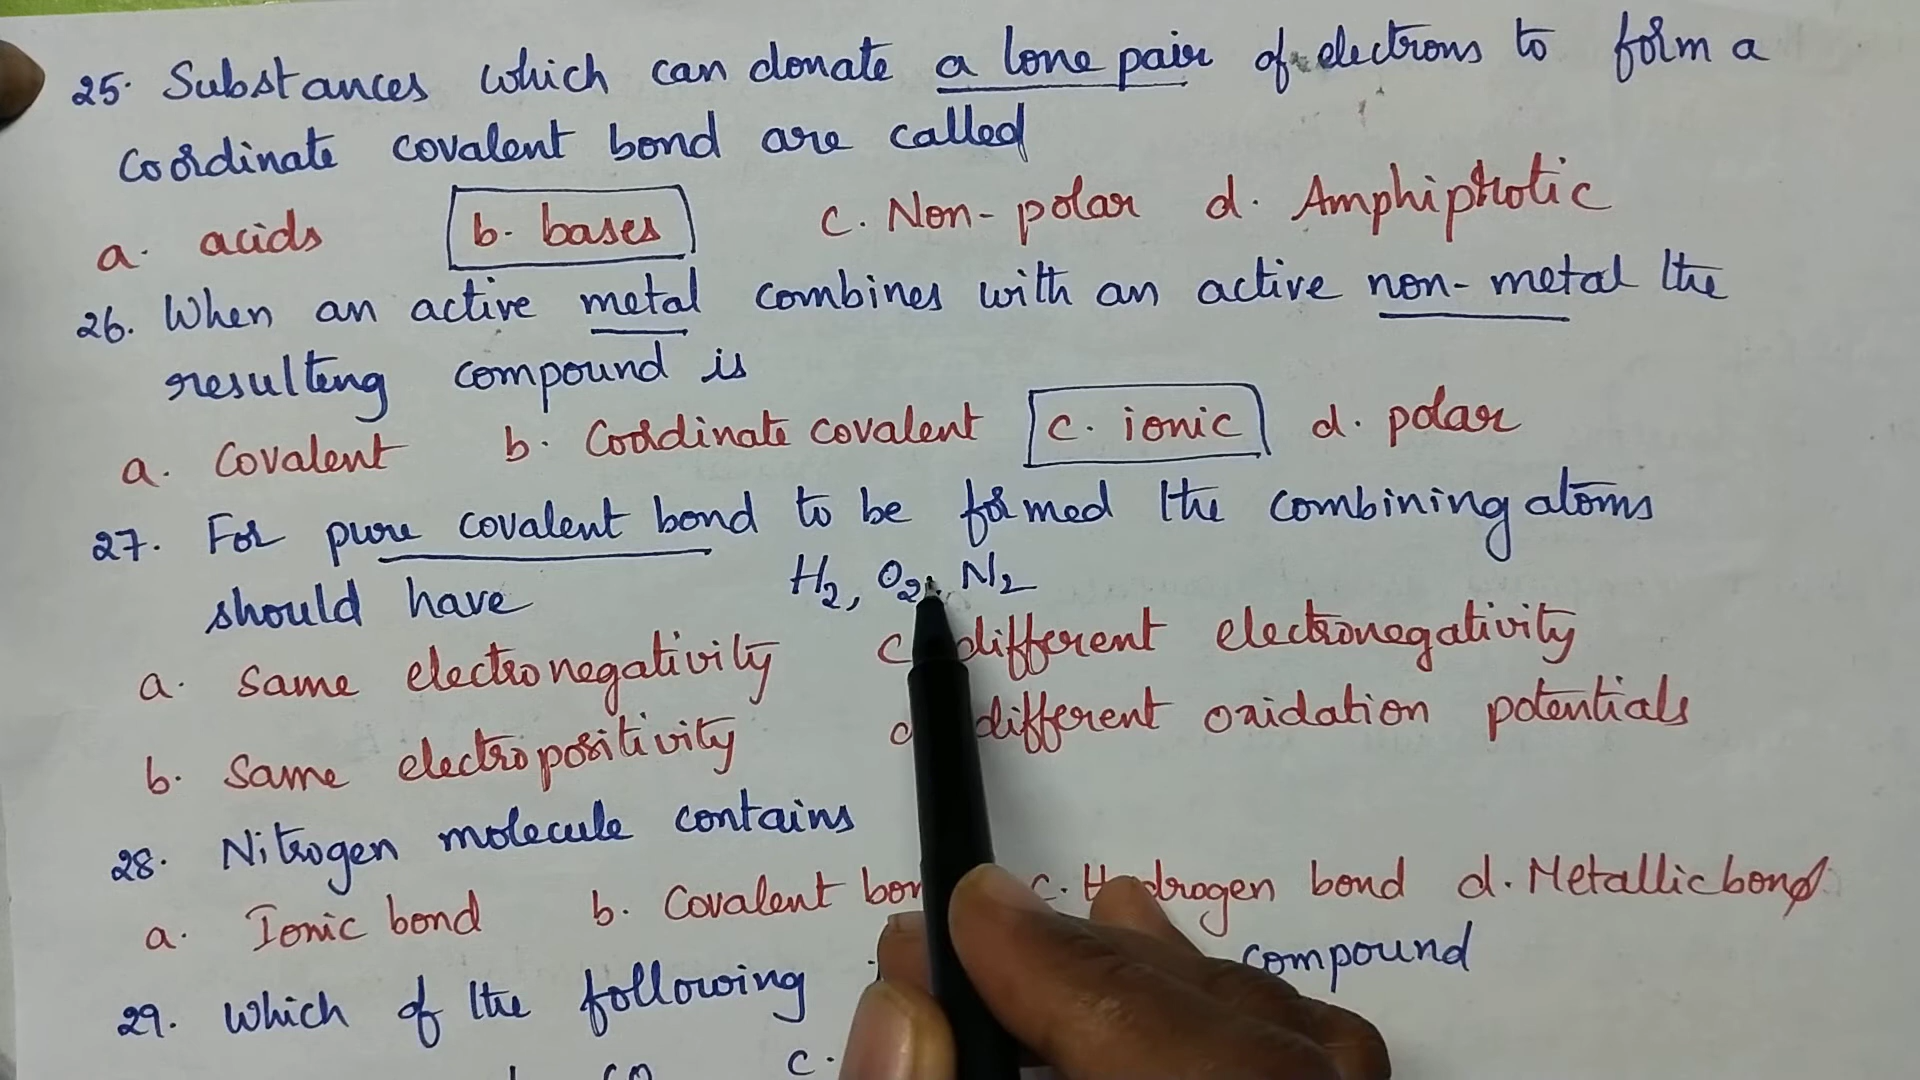 25. Substances which can donate a lone pair of electrons to form a
coordinate covalent bond are called
a. acids b. bases c. Non-polar d. Amphiprotic
26. When an active metal combines with an active non-metal the
resulting compound is
a. Covalent b. Coordinate covalent c. ionic d. polar
27. For pure covalent bond to be formed the combining atoms
should have H2, O2, N2
a. same electronegativity c different electronegativity
b. same electropositivity d different oxidation potentials
28. Nitrogen molecule contains
a. Ionic bond b. Covalent bon c. Hydrogen bond d. Metallic bond
29. Which of the following compound
c.